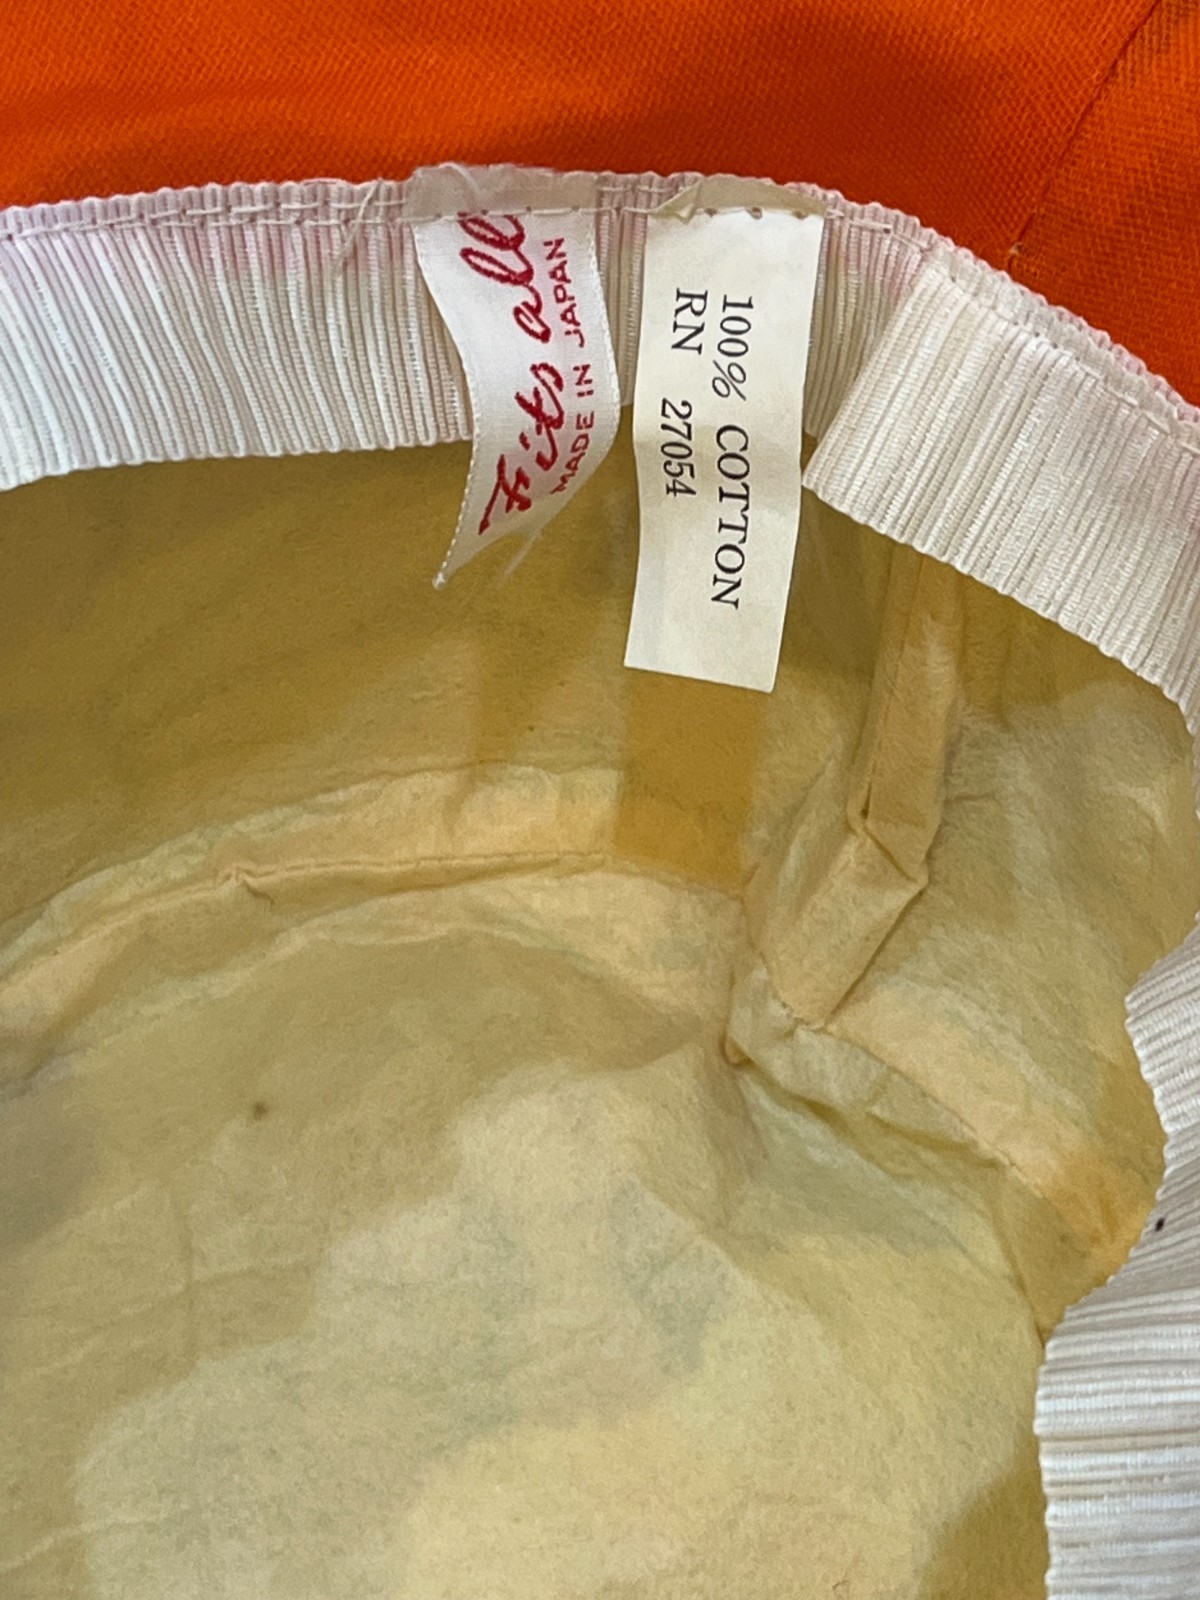 Fits all
MADE IN JAPAN
100% COTTON
RN 27054